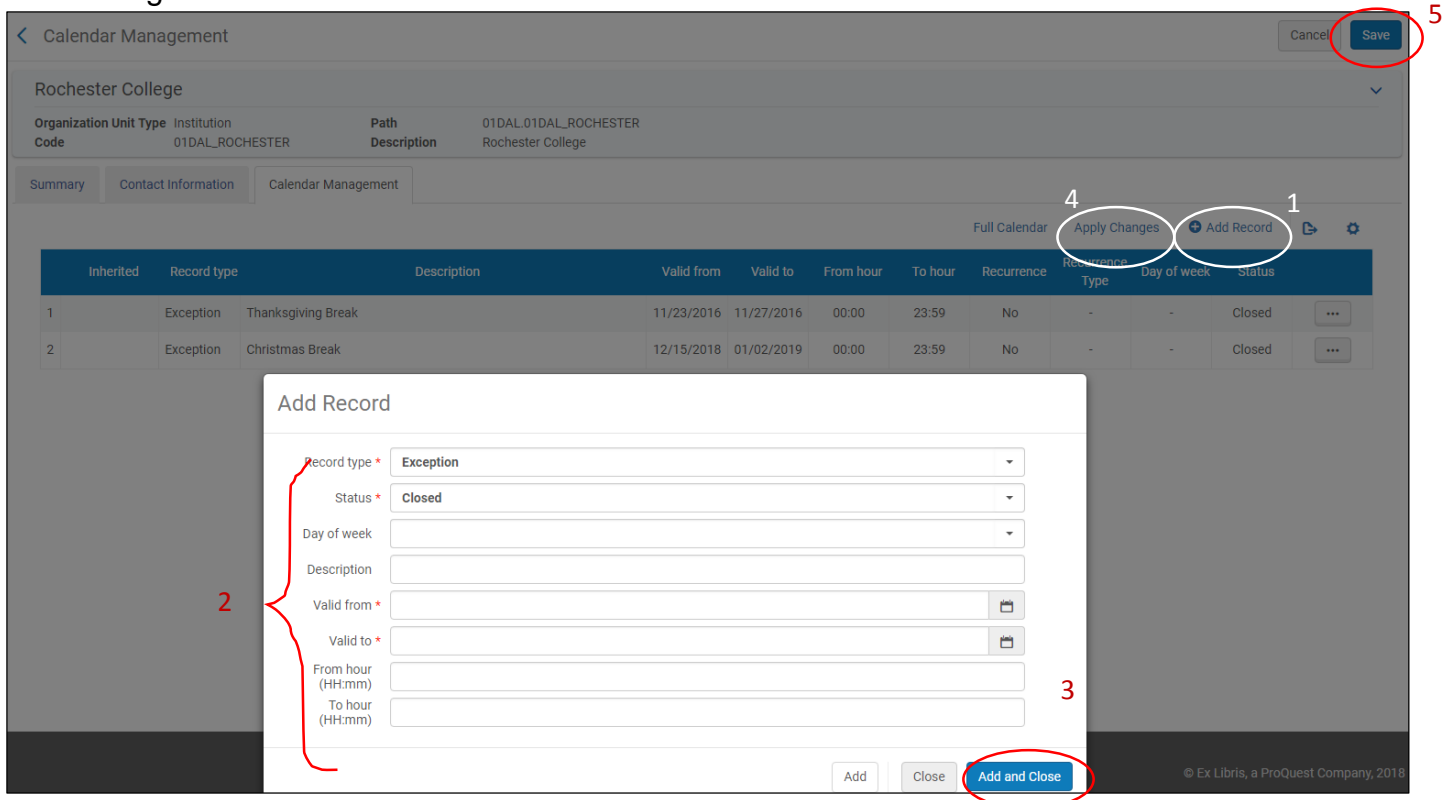 5
Calendar Management
Cancel Save
Rochester College
Organization Unit Type Institution Path 01DAL.01DAL_ROCHESTER
Code 01DAL_ROCHESTER Description Rochester College
Summary Contact Information Calendar Management
4 1
Full Calendar Apply Changes Add Record
Inherited Record type Description Valid from Valid to From hour To hour Recurrence Recurrence Type Day of week Status
1 Exception Thanksgiving Break 11/23/2016 11/27/2016 00:00 23:59 No - - Closed ...
2 Exception Christmas Break 12/15/2018 01/02/2019 00:00 23:59 No - - Closed ...
Add Record
Record type * Exception
Status * Closed
Day of week
Description
2
Valid from *
Valid to *
From hour
(HH:mm)
3
To hour
(HH:mm)
Add Close Add and Close
© Ex Libris, a ProQuest Company, 2018